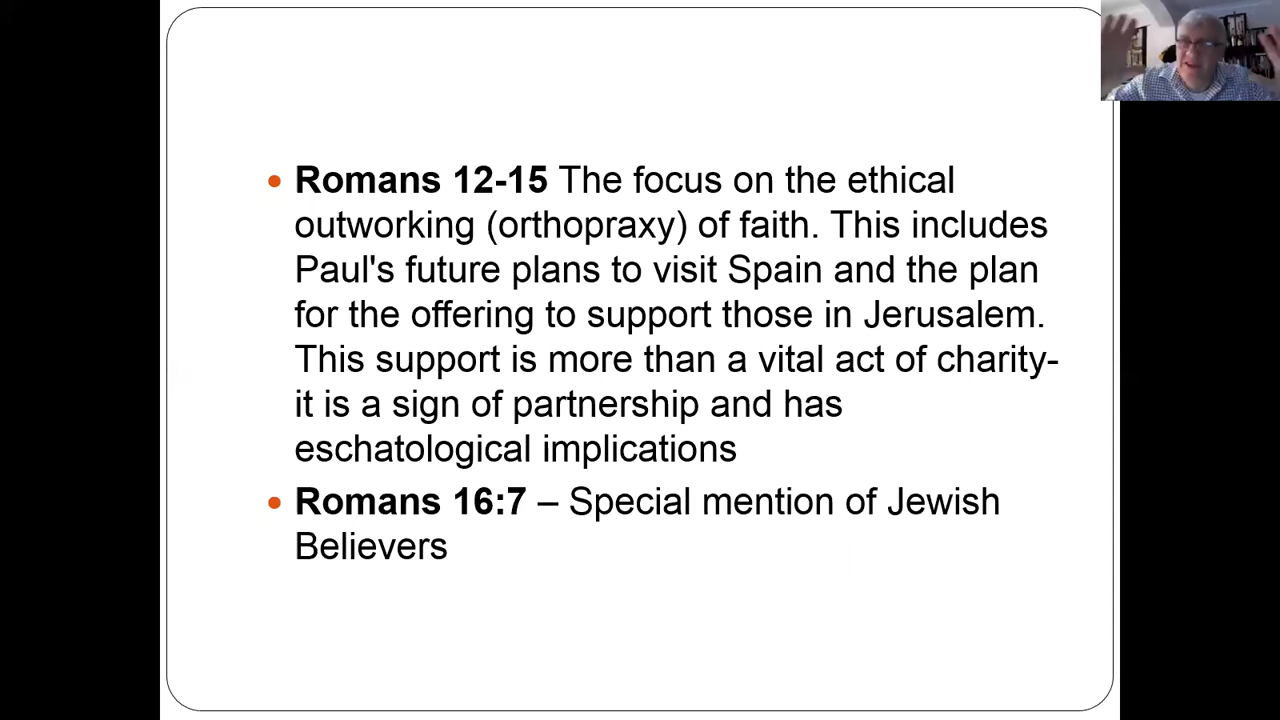 • Romans 12-15 The focus on the ethical
outworking (orthopraxy) of faith. This includes
Paul's future plans to visit Spain and the plan
for the offering to support those in Jerusalem.
This support is more than a vital act of charity-
it is a sign of partnership and has
eschatological implications
• Romans 16:7 – Special mention of Jewish
Believers